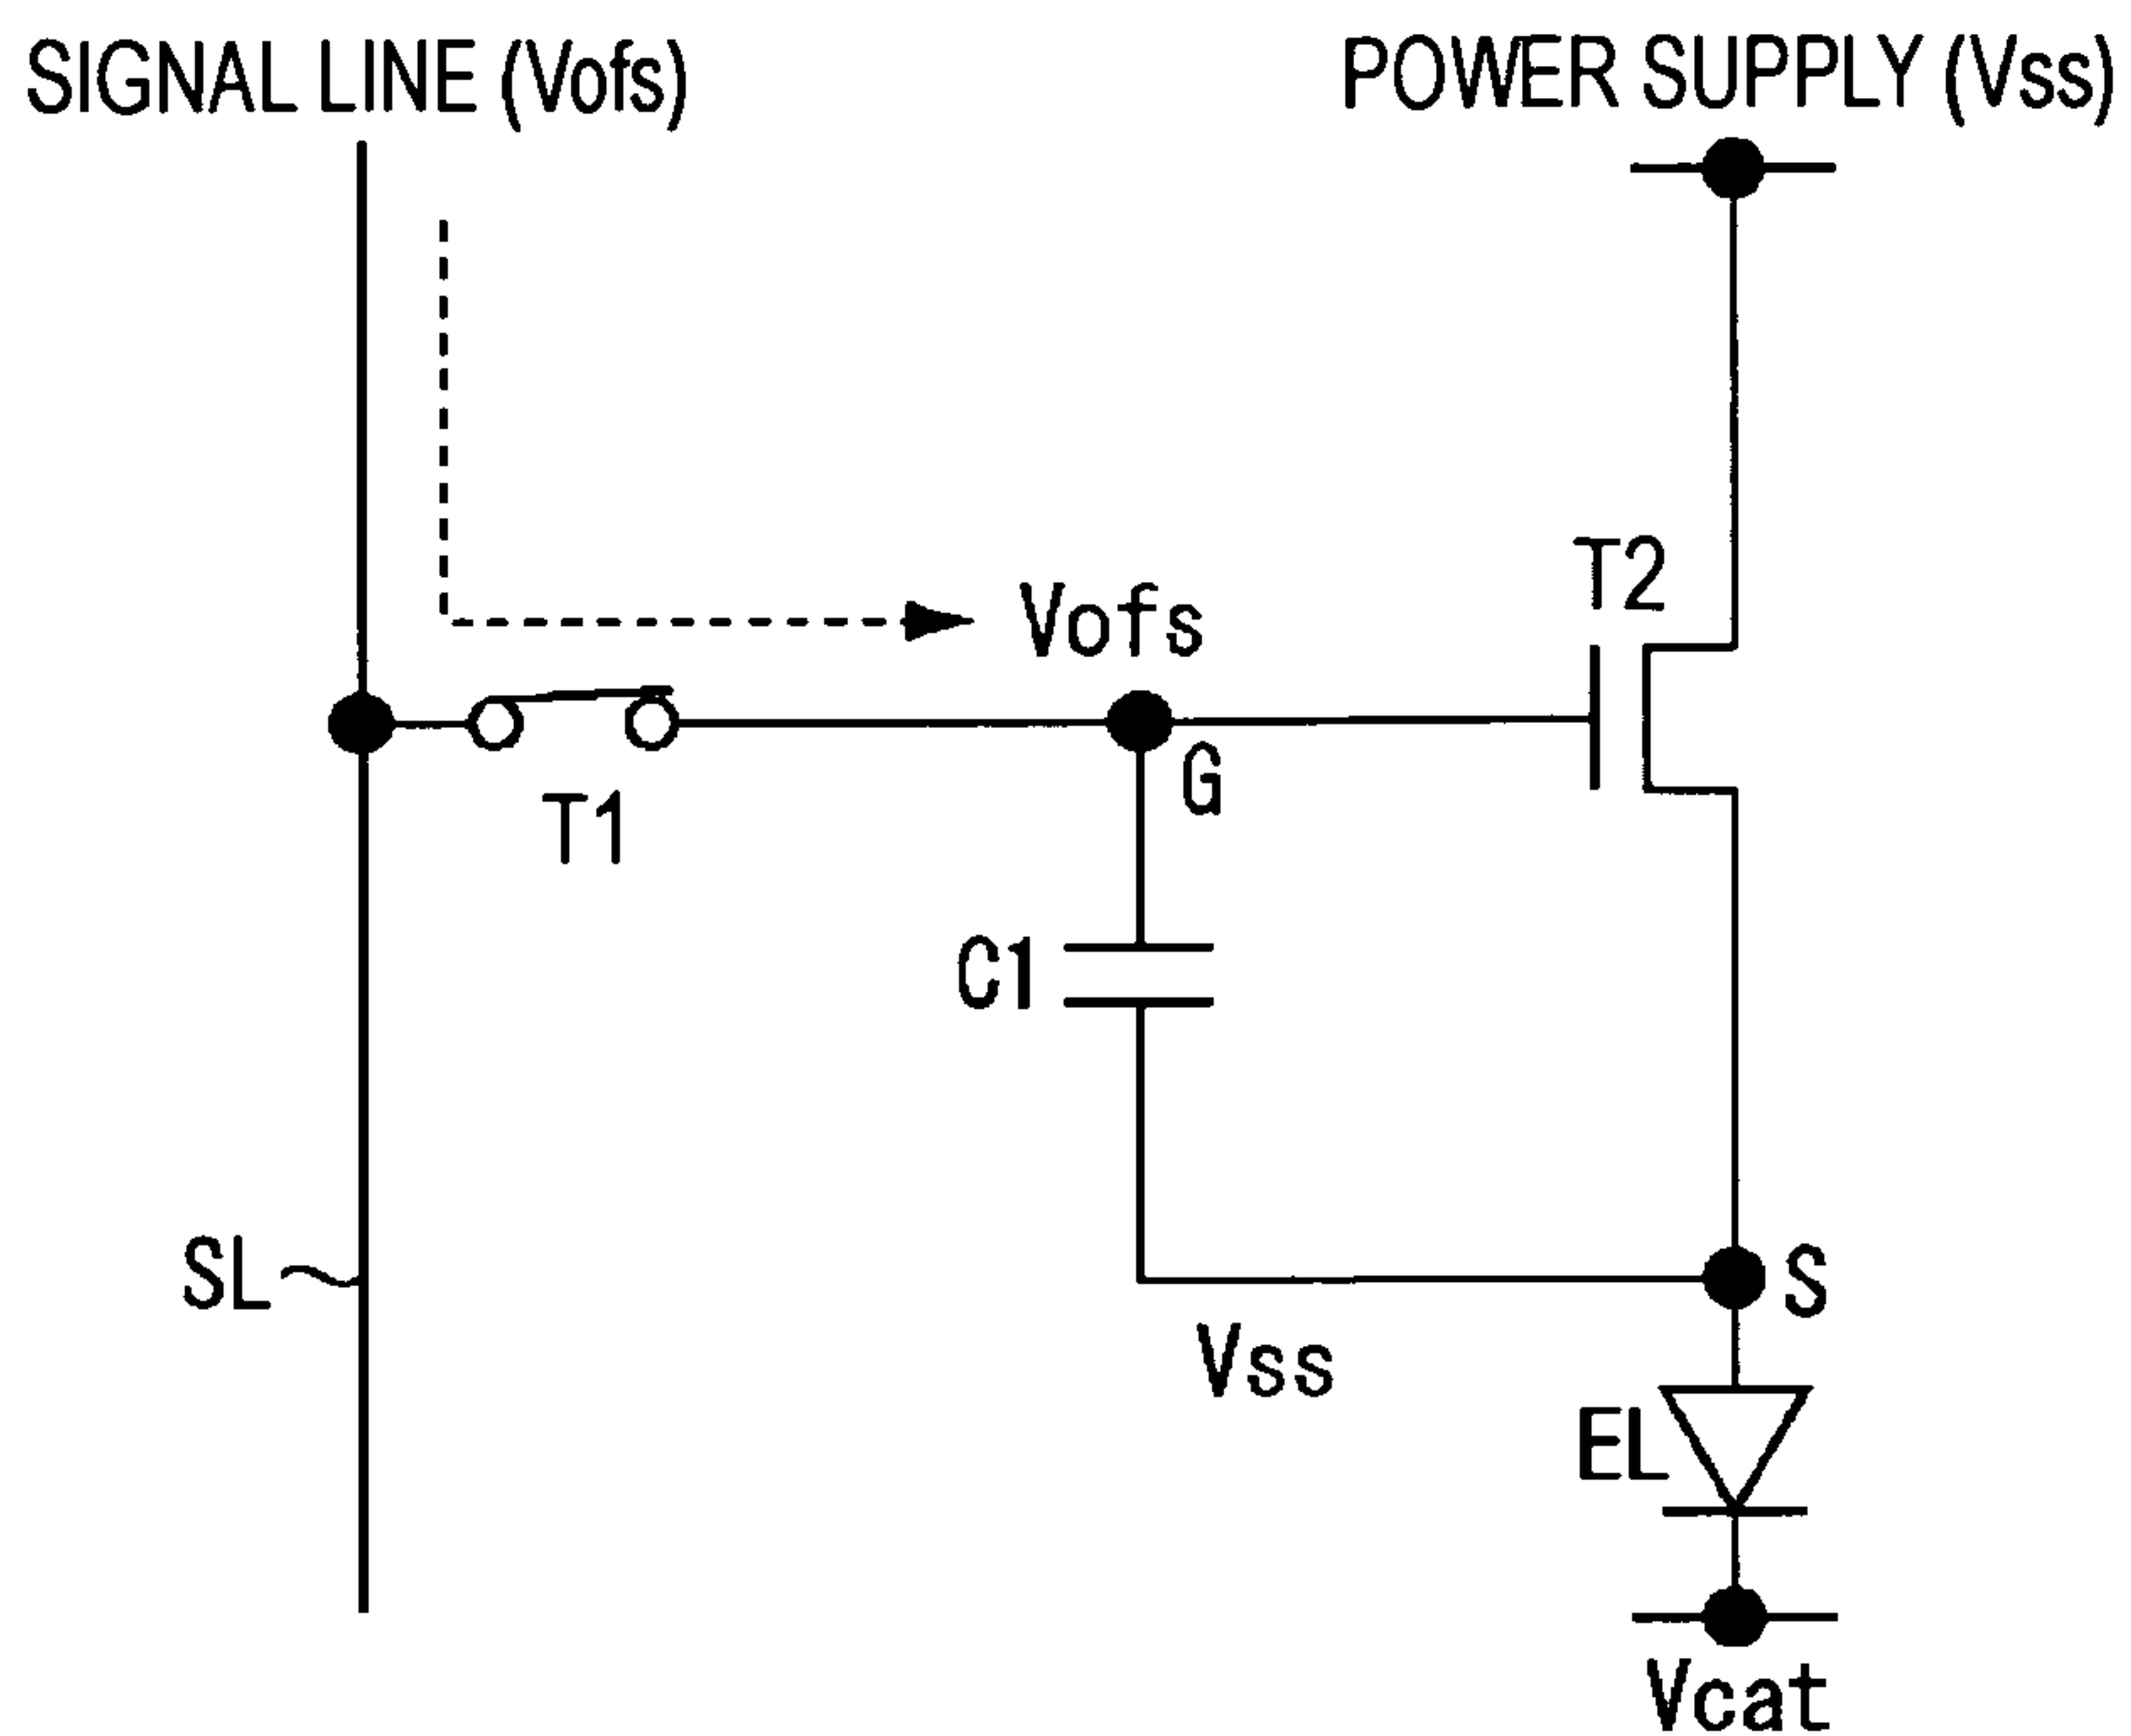 SIGNAL LINE (Vofs)
POWER SUPPLY (Vss)
T2
Vofs
G
T1
C1
SL
S
Vss
EL
Vcat